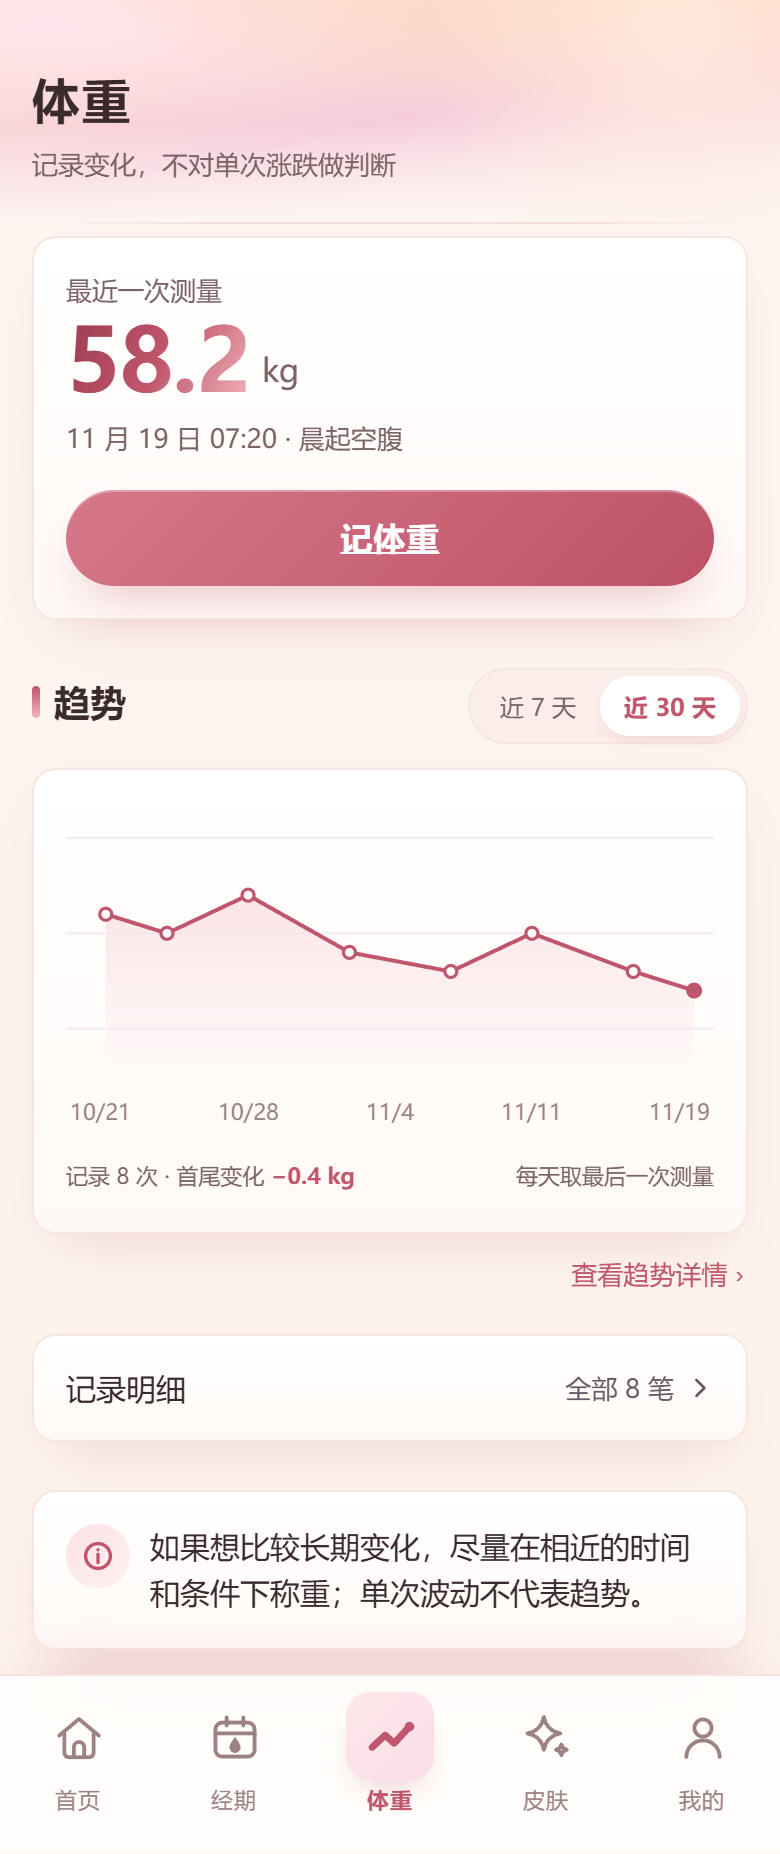 体重
记录变化，不对单次涨跌做判断
最近一次测量
58.2 kg
11 月 19 日 07:20 · 晨起空腹
记体重
趋势
近 7 天
近 30 天
10/21
10/28
11/4
11/11
11/19
记录 8 次 · 首尾变化 −0.4 kg
每天取最后一次测量
查看趋势详情 ›
记录明细
全部 8 笔
如果想比较长期变化，尽量在相近的时间
和条件下称重；单次波动不代表趋势。
首页
经期
体重
皮肤
我的